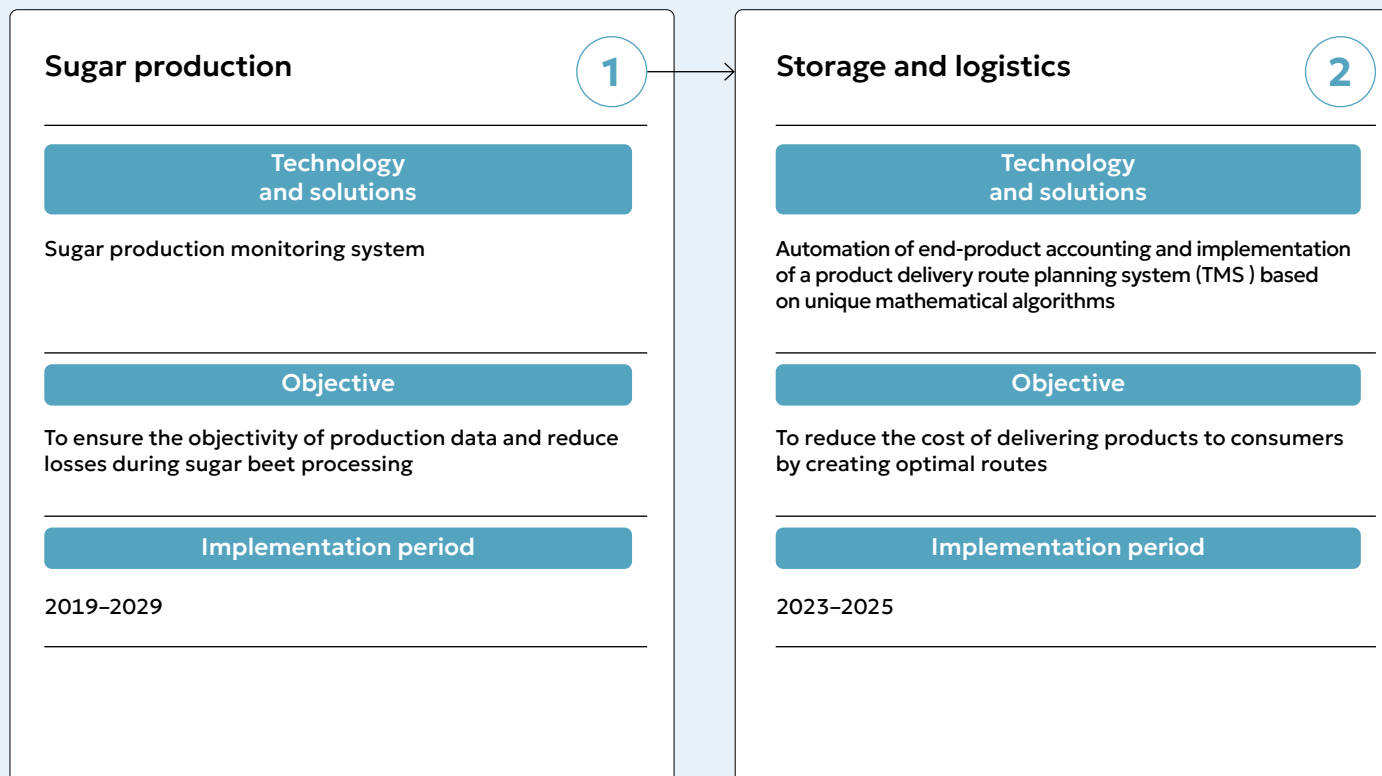 Sugar production
1
Technology
and solutions
Sugar production monitoring system
Objective
To ensure the objectivity of production data and reduce
losses during sugar beet processing
Implementation period
2019–2029
Storage and logistics
2
Technology
and solutions
Automation of end-product accounting and implementation
of a product delivery route planning system (TMS ) based
on unique mathematical algorithms
Objective
To reduce the cost of delivering products to consumers
by creating optimal routes
Implementation period
2023–2025